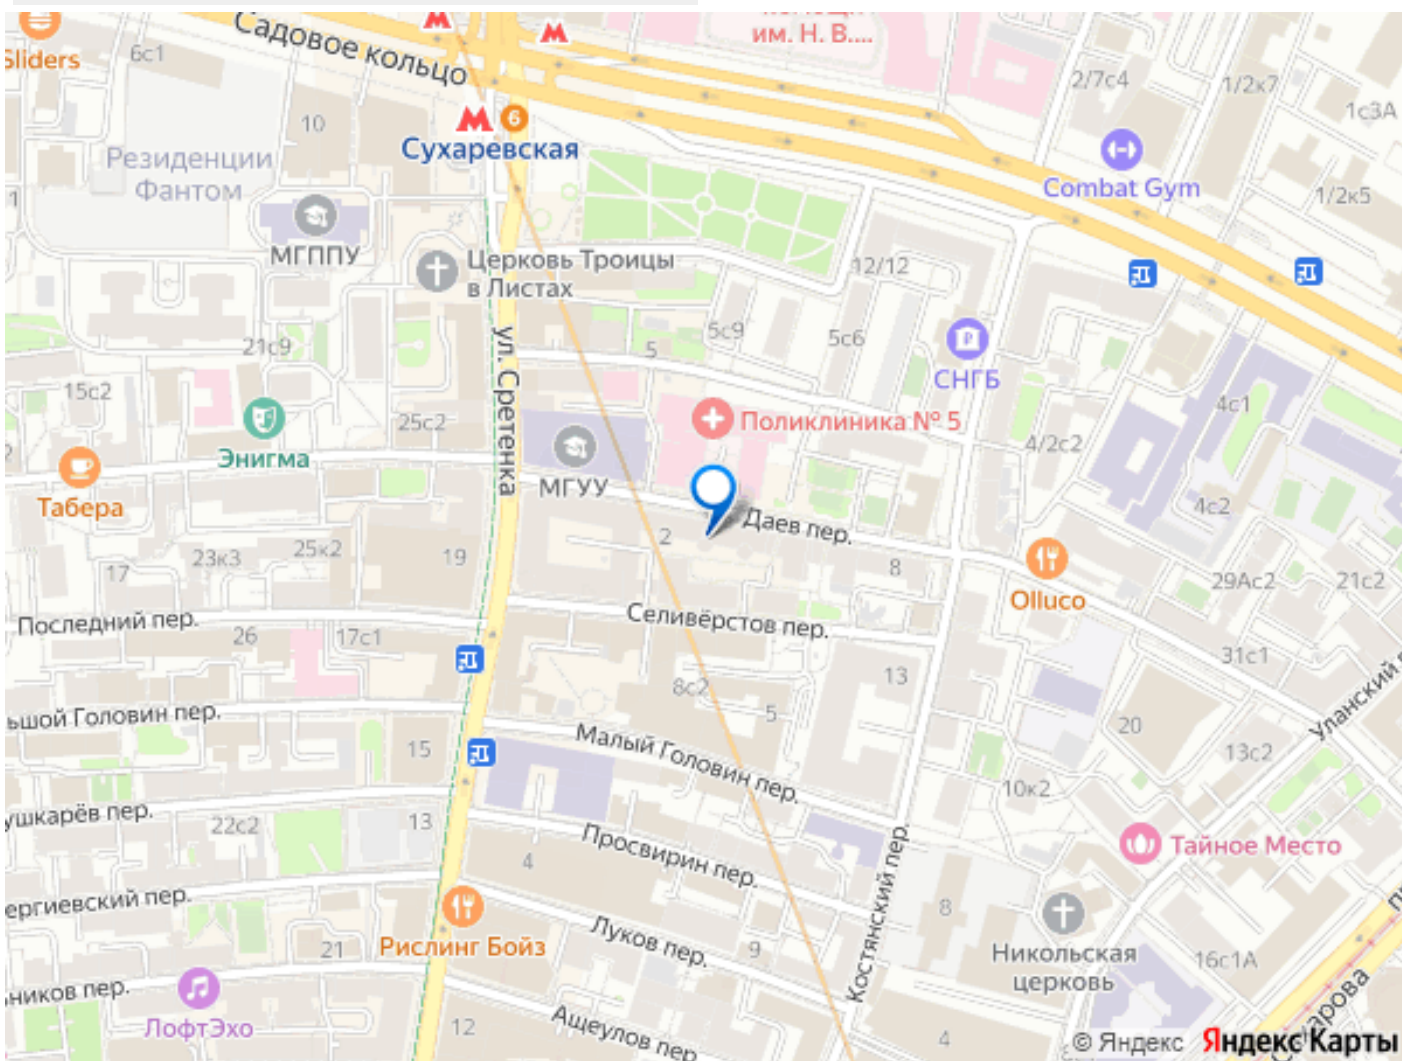 Sliders
6с1
Садовое кольцо
им. Н. В....
2/7с4
1/2к7
1с3А
10
6
Сухаревская
Резиденции
Фантом
Combat Gym
1/2к5
1
МГППУ
Церковь Троицы
в Листах
12/12
21с9
ул. Сретенка
5
5с9
5с6
СНГБ
15с2
25с2
Поликлиника № 5
4с1
4/2с2
Энигма
2
Табера
МГУУ
4с2
23к3
25к2
19
2
Даев пер.
8
17
Olluco
29Ас2
21с2
Последний пер.
26
17с1
Селивёрстов пер.
13
31с1
8с2
5
Уланский
ьшой Головин пер.
15
Малый Головин пер.
20
13с2
10к2
ушкарёв пер.
22с2
13
Просвирин пер.
4
Тайное Место
ергиевский пер.
Костянский пер.
8
Рислинг Бойз
21
Луков пер.
9
Никольская
церковь
16с1А
ников пер.
ЛофтЭхо
12
Ащеулов пер.
4
© Яндекс Яндекс Карты